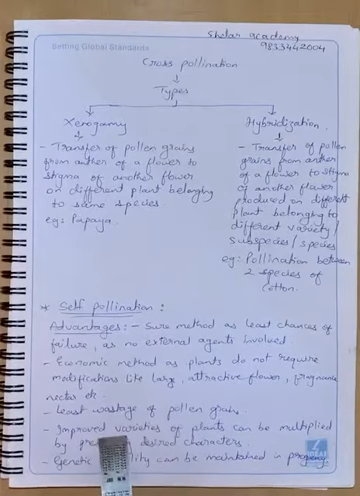 Shelar academy
Setting Global Standards
9833442004
Cross pollination
Types
Xerogamy
- Transfer of pollen grains
from anther of a flower to
stigma of another flower
on different plant belonging
to same species
eg: Papaya.
Hybridization.
- Transfer of pollen
grains from anther
of a flower to stigma
of another flower
produced on different
plant belonging to
different variety/
Subspecies/species
eg: Pollination between
2 species of
Cotton.
* Self pollination :
Advantages: - Sure method as least chances of
failure, as no external agents involved
- Economic method as plants do not require
modifications like large, attractive flower, fragrance
nectar etc.
- Least wastage of pollen grains.
- Improved varieties of plants can be multiplied
by desired characters.
- Genetic can be maintained in progeny.